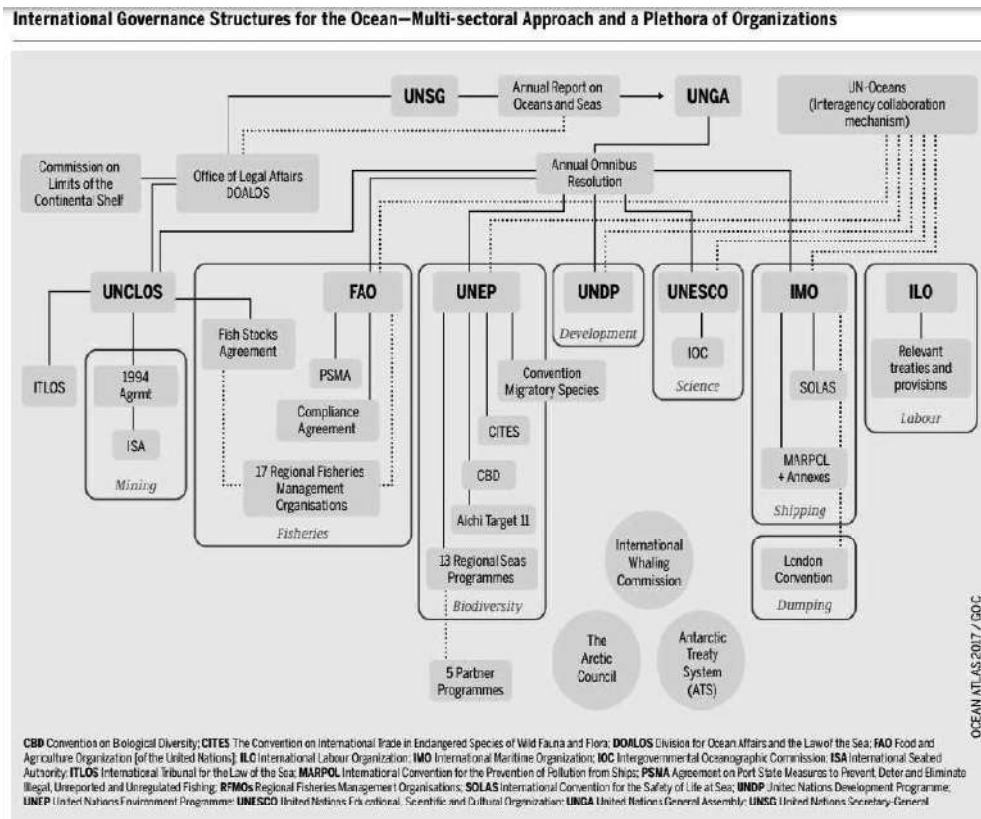 International Governance Structures for the Ocean—Multi-sectoral Approach and a Plethora of Organizations
UNSG
Annual Report on
Oceans and Seas
UNGA
UN-Oceans
(Interagency collaboration
mechanism)
Commission on
Limits of the
Continental Shelf
Office of Legal Affairs
DOALOS
Annual Omnibus
Resolution
UNCLOS
FAO
UNEP
UNDP
UNESCO
IMO
ILO
Fish Stocks
Agreement
Development
IOC
Science
Relevant
treaties and
provisions
Labour
ITLOS
1994
Agrmt
ISA
Mining
PSMA
Compliance
Agreement
17 Regional Fisheries
Management
Organisations
Fisheries
Convention
Migratory Species
CITES
CBD
Aichi Target 11
13 Regional Seas
Programmes
Biodiversity
5 Partner
Programmes
SOLAS
MARPCL
+ Annexes
Shipping
London
Convention
Dumping
International
Whaling
Commission
The
Arctic
Council
Antarctic
Treaty
System
(ATS)
OCEAN ATLAS 2017 / GOC
CBD Convention on Biological Diversity; CITES The Convention on International Trade in Endangered Species of Wild Fauna and Flora; DOALOS Division for Ocean Affairs and the Law of the Sea; FAO Food and
Agriculture Organization [of the United Nations]; ILO International Labour Organization; IMO International Maritime Organization; IOC Intergovernmental Oceanographic Commission; ISA International Seabed
Authority; ITLOS International Tribunal for the Law of the Sea; MARPOL International Convention for the Prevention of Pollution from Ships; PSMA Agreement on Port State Measures to Prevent, Deter and Eliminate
Illegal, Unreported and Unregulated Fishing; RFMOs Regional Fisheries Management Organisations; SOLAS International Convention for the Safety of Life at Sea; UNDP United Nations Development Programme;
UNEP United Nations Environment Programme; UNESCO United Nations Educational, Scientific and Cultural Organization; UNGA United Nations General Assembly; UNSG United Nations Secretary-General